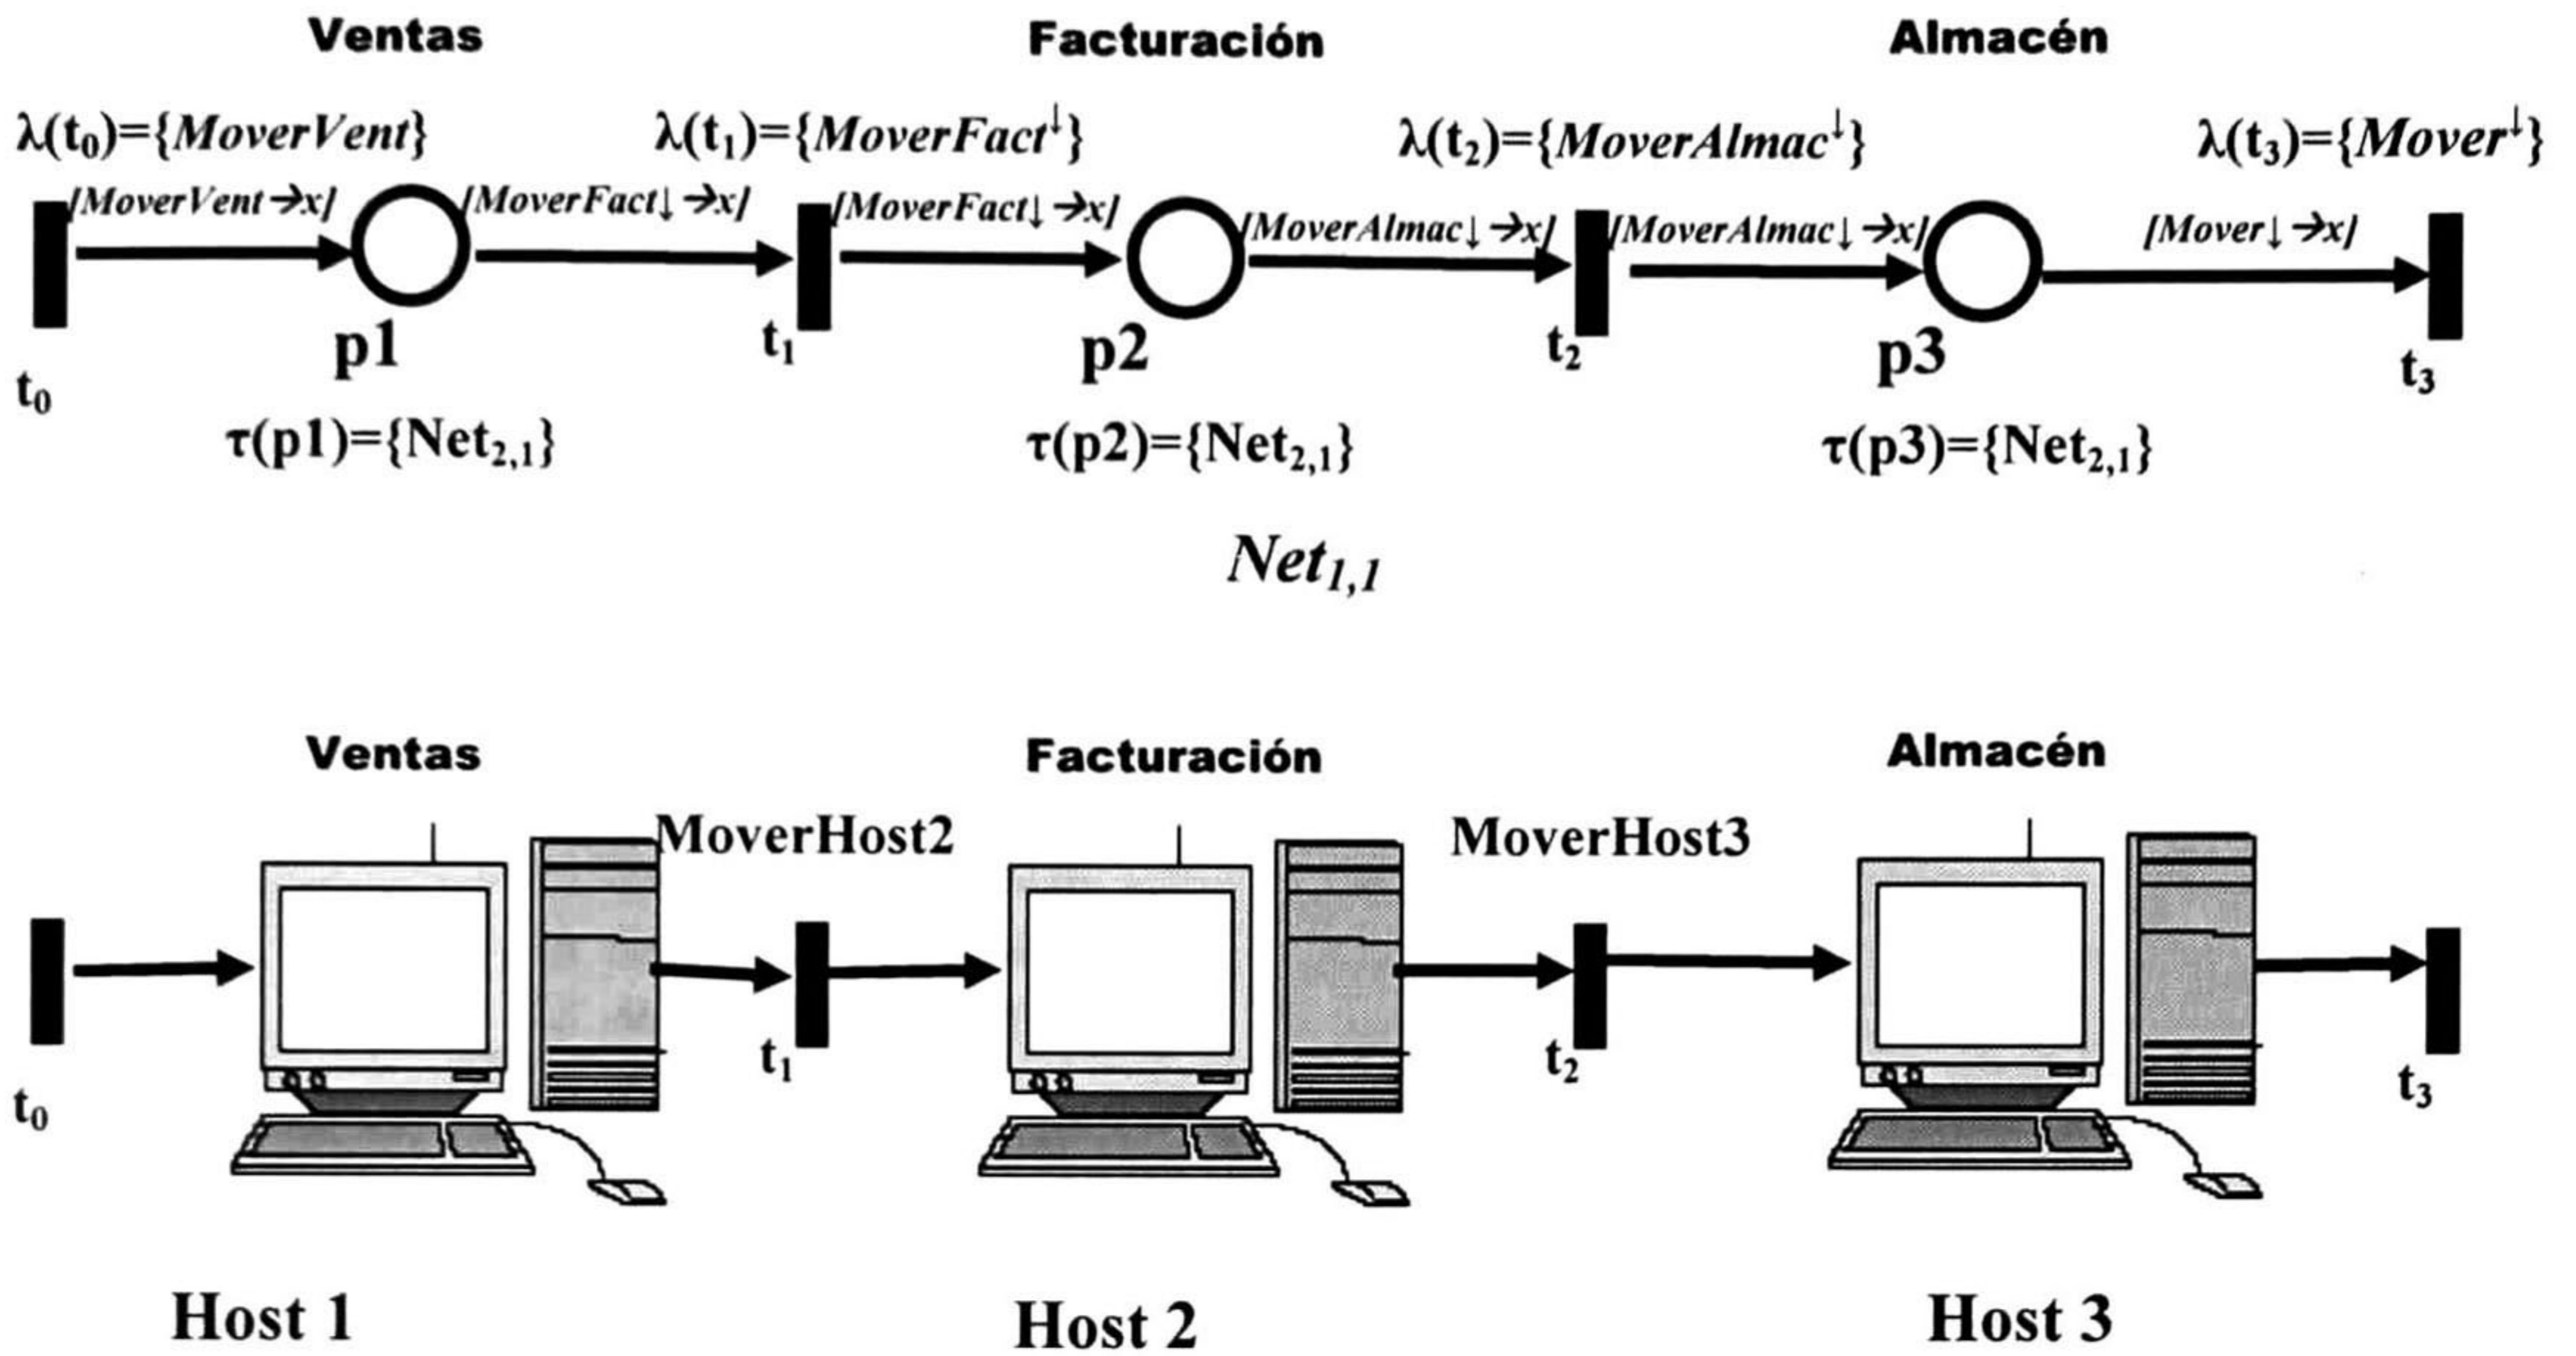 Ventas Facturación Almacén
λ(t₀)={MoverVent} λ(t₁)={MoverFact↓} λ(t₂)={MoverAlmac↓} λ(t₃)={Mover↓}
[MoverVent→x] [MoverFact↓→x] [MoverFact↓→x] [MoverAlmac↓→x] [MoverAlmac↓→x] [Mover↓→x]
t₀ p1 t₁ p2 t₂ p3 t₃
τ(p1)={Net₂,₁} τ(p2)={Net₂,₁} τ(p3)={Net₂,₁}
Net₁,₁
Ventas Facturación Almacén
MoverHost2 MoverHost3
t₀ t₁ t₂ t₃
Host 1 Host 2 Host 3